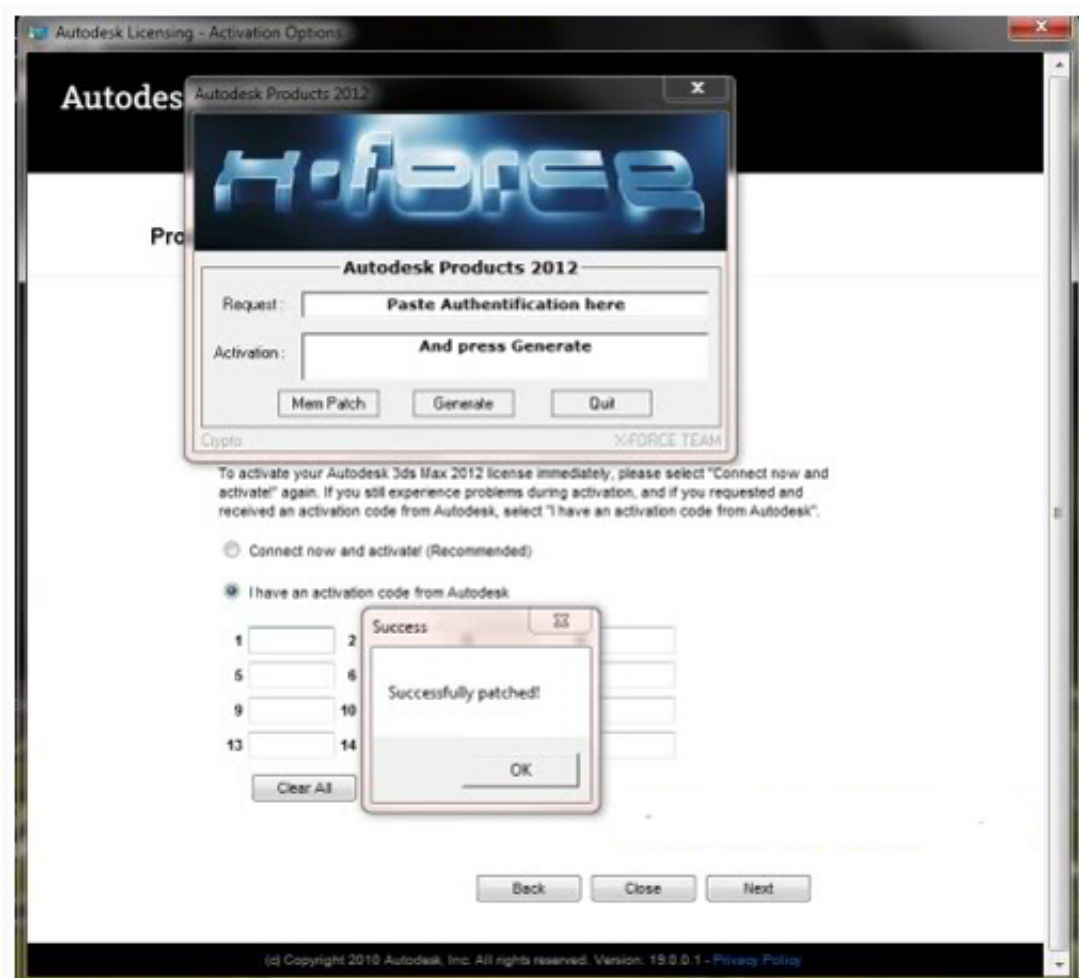 Autodesk Licensing - Activation Options
Autodes
Autodesk Products 2012
x-force
Pro
Autodesk Products 2012
Request :
Paste Authentification here
Activation :
And press Generate
Mem Patch
Generate
Quit
Crypto
X-FORCE TEAM
To activate your Autodesk 3ds Max 2012 license immediately, please select "Connect now and
activate!" again. If you still experience problems during activation, and if you requested and
received an activation code from Autodesk, select "I have an activation code from Autodesk".
Connect now and activate! (Recommended)
I have an activation code from Autodesk
1 2
5 6
9 10
13 14
Success
Successfully patched!
OK
Clear All
Back
Close
Next
(c) Copyright 2010 Autodesk, Inc. All rights reserved. Version: 19.0.0.1 - Privacy Policy